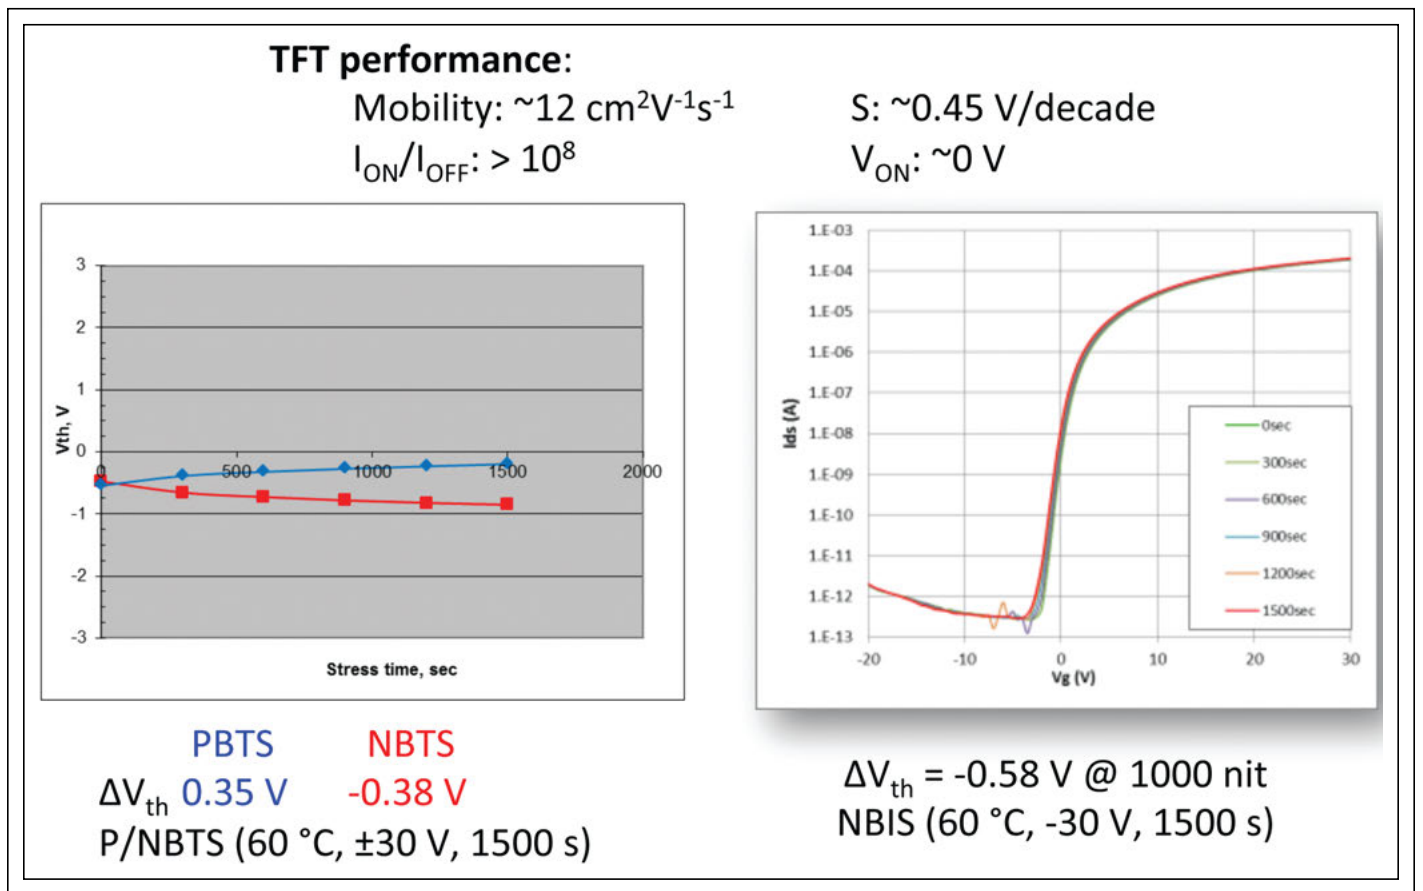 TFT performance:
Mobility: ~12 cm²V⁻¹s⁻¹
S: ~0.45 V/decade
I_ON/I_OFF: > 10⁸
V_ON: ~0 V
3
2
1
0
-1
-2
-3
Vth, V
0
500
1000
1500
2000
Stress time, sec
1.E-03
1.E-04
1.E-05
1.E-06
1.E-07
1.E-08
1.E-09
1.E-10
1.E-11
1.E-12
1.E-13
Ids (A)
0sec
300sec
600sec
900sec
1200sec
1500sec
-20
-10
0
10
20
30
Vg (V)
PBTS NBTS
ΔV_th 0.35 V -0.38 V
P/NBTS (60 °C, ±30 V, 1500 s)
ΔV_th = -0.58 V @ 1000 nit
NBIS (60 °C, -30 V, 1500 s)